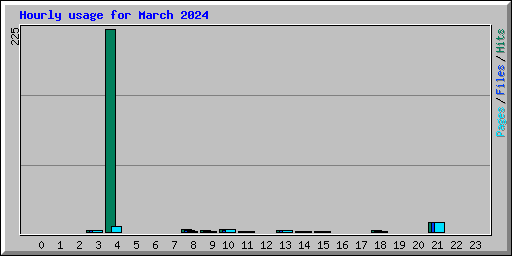 Hourly usage for March 2024
225
Pages/Files/Hits
0 1 2 3 4 5 6 7 8 9 10 11 12 13 14 15 16 17 18 19 20 21 22 23